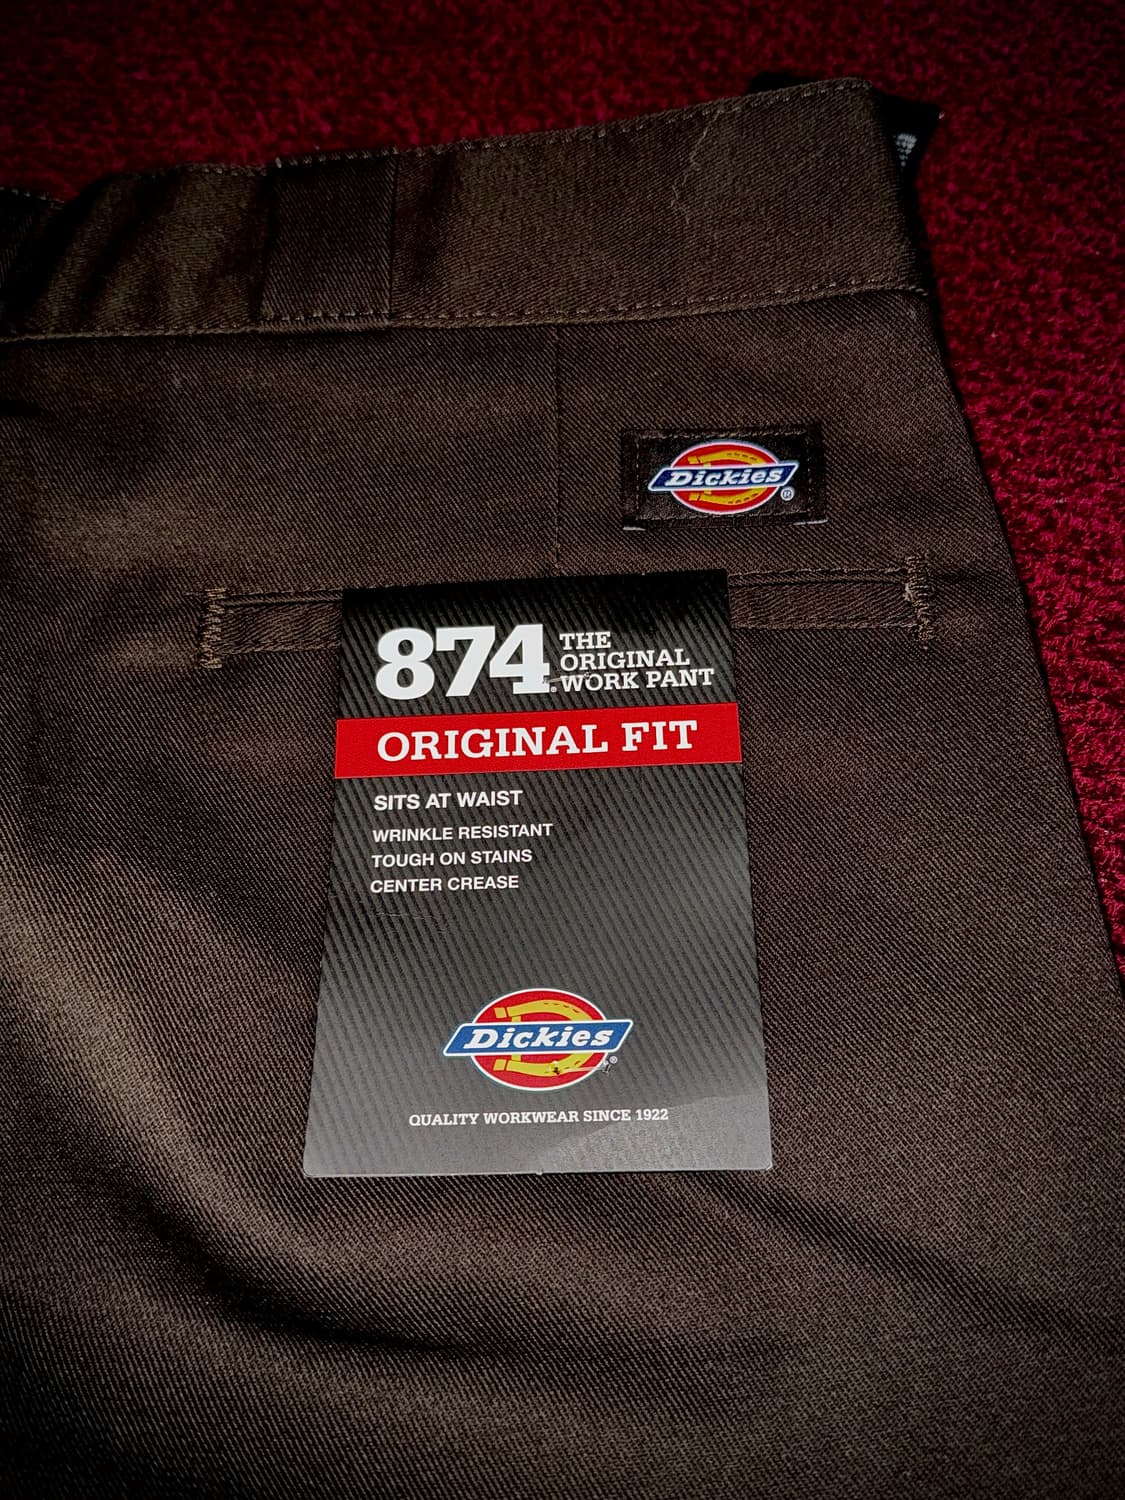 Dickies
®
874®
THE
ORIGINAL
WORK PANT
ORIGINAL FIT
SITS AT WAIST
WRINKLE RESISTANT
TOUGH ON STAINS
CENTER CREASE
Dickies
®
QUALITY WORKWEAR SINCE 1922